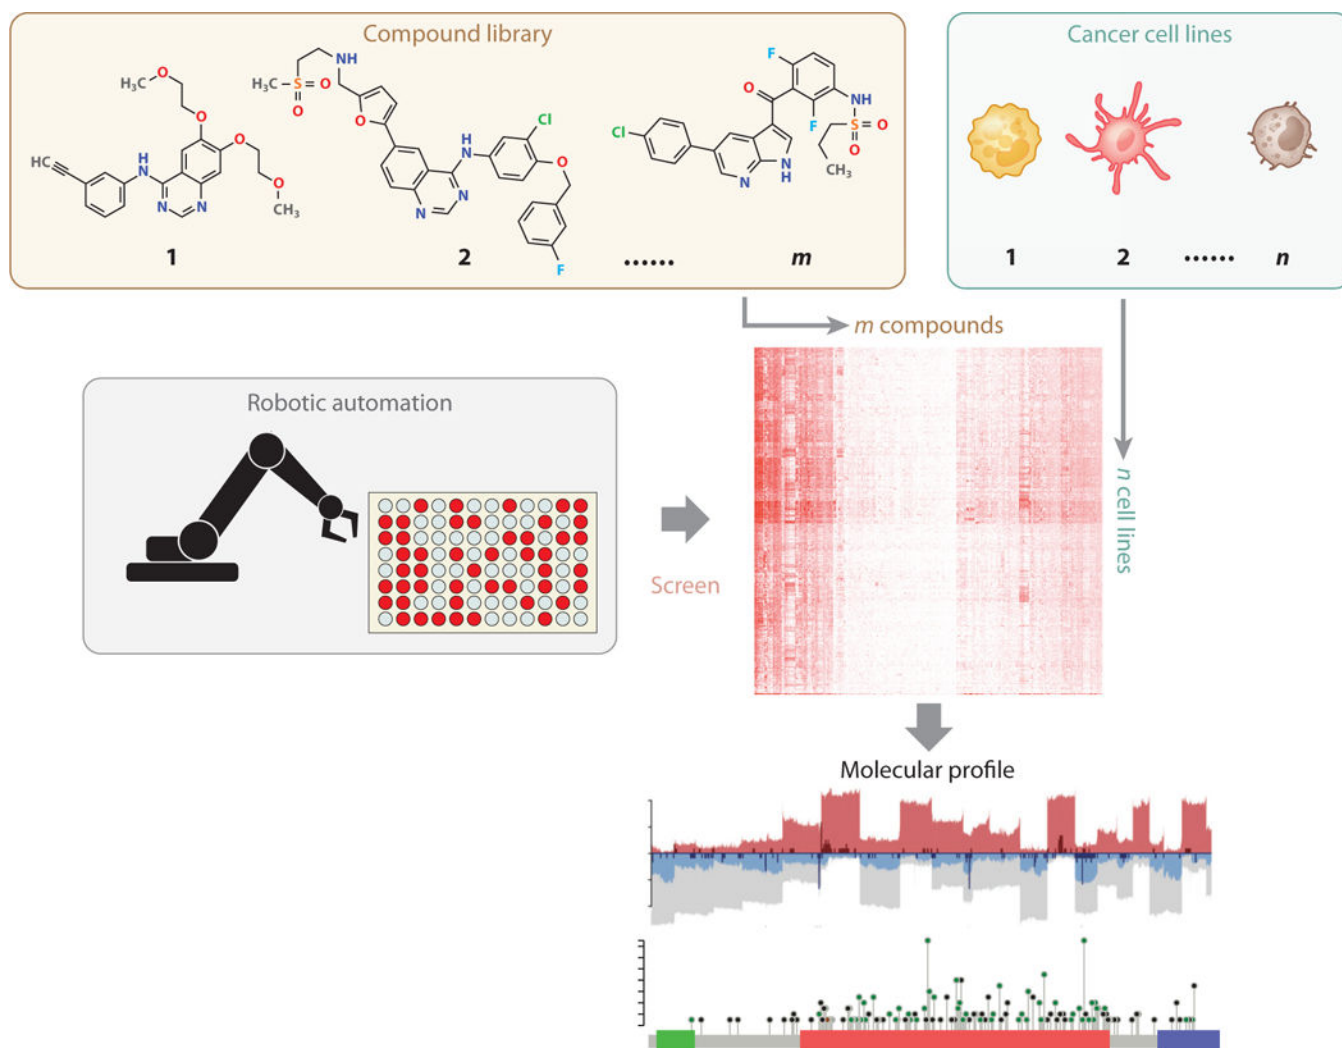 Compound library
H₃C
O
O
O
O
CH₃
HC
HN
N
N
1
NH
H₃C
S
O
O
O
H
N
Cl
O
N
N
F
2
......
F
O
F
NH
S
O
O
CH₃
Cl
N
N
H
m
Cancer cell lines
1
2
......
n
m compounds
n cell lines
Robotic automation
Screen
Molecular profile